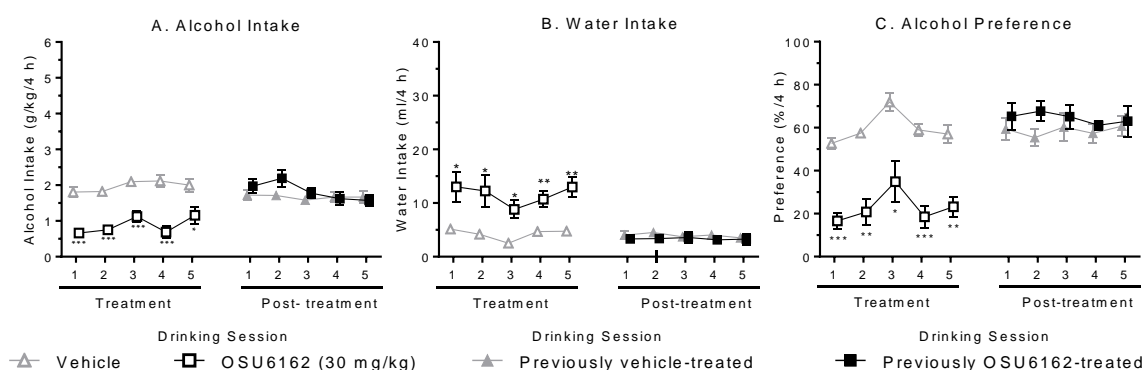 A. Alcohol Intake
Alcohol Intake (g/kg/4 h)
6
5
4
3
2
1
0
*** *** *** *** *
1 2 3 4 5 1 2 3 4 5
Treatment Post- treatment
Drinking Session
B. Water Intake
Water Intake (ml/4 h)
40
30
20
10
0
* * * ** **
1 2 3 4 5 1 2 3 4 5
Treatment Post-treatment
Drinking Session
C. Alcohol Preference
Preference (%/4 h)
100
80
60
40
20
0
*** ** * *** **
1 2 3 4 5 1 2 3 4 5
Treatment Post-treatment
Drinking Session
Vehicle OSU6162 (30 mg/kg) Previously vehicle-treated Previously OSU6162-treated